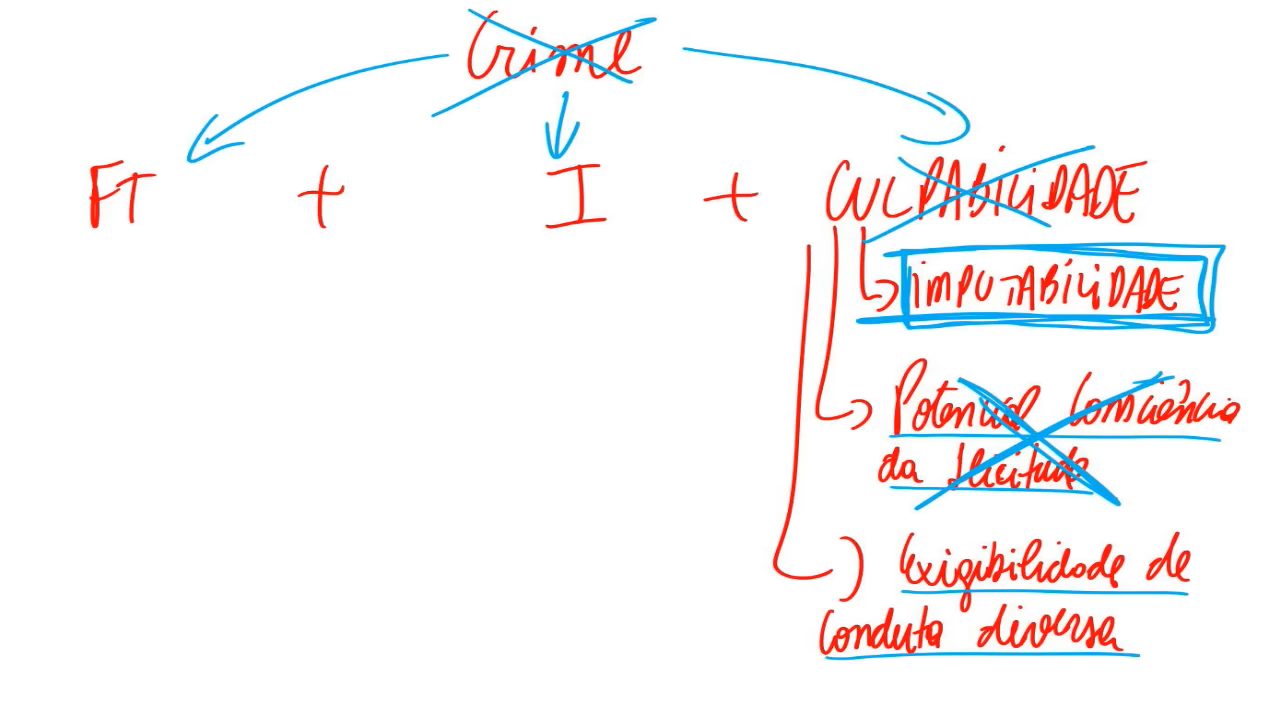 Crime
FT + I + CULPABILIDADE
IMPUTABILIDADE
Potencial Consciência
da Ilicitude
Exigibilidade de
Conduta diversa